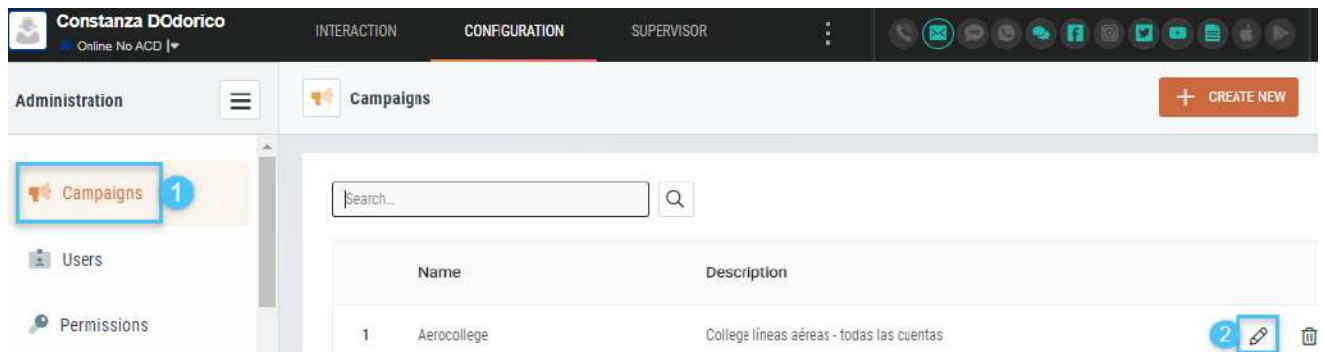 Constanza DOdorico
Online No ACD
INTERACTION
CONFIGURATION
SUPERVISOR
Administration
Campaigns
+ CREATE NEW
Campaigns 1
Users
Permissions
Search...
Name
Description
1 Aerocollege College líneas aéreas - todas las cuentas 2